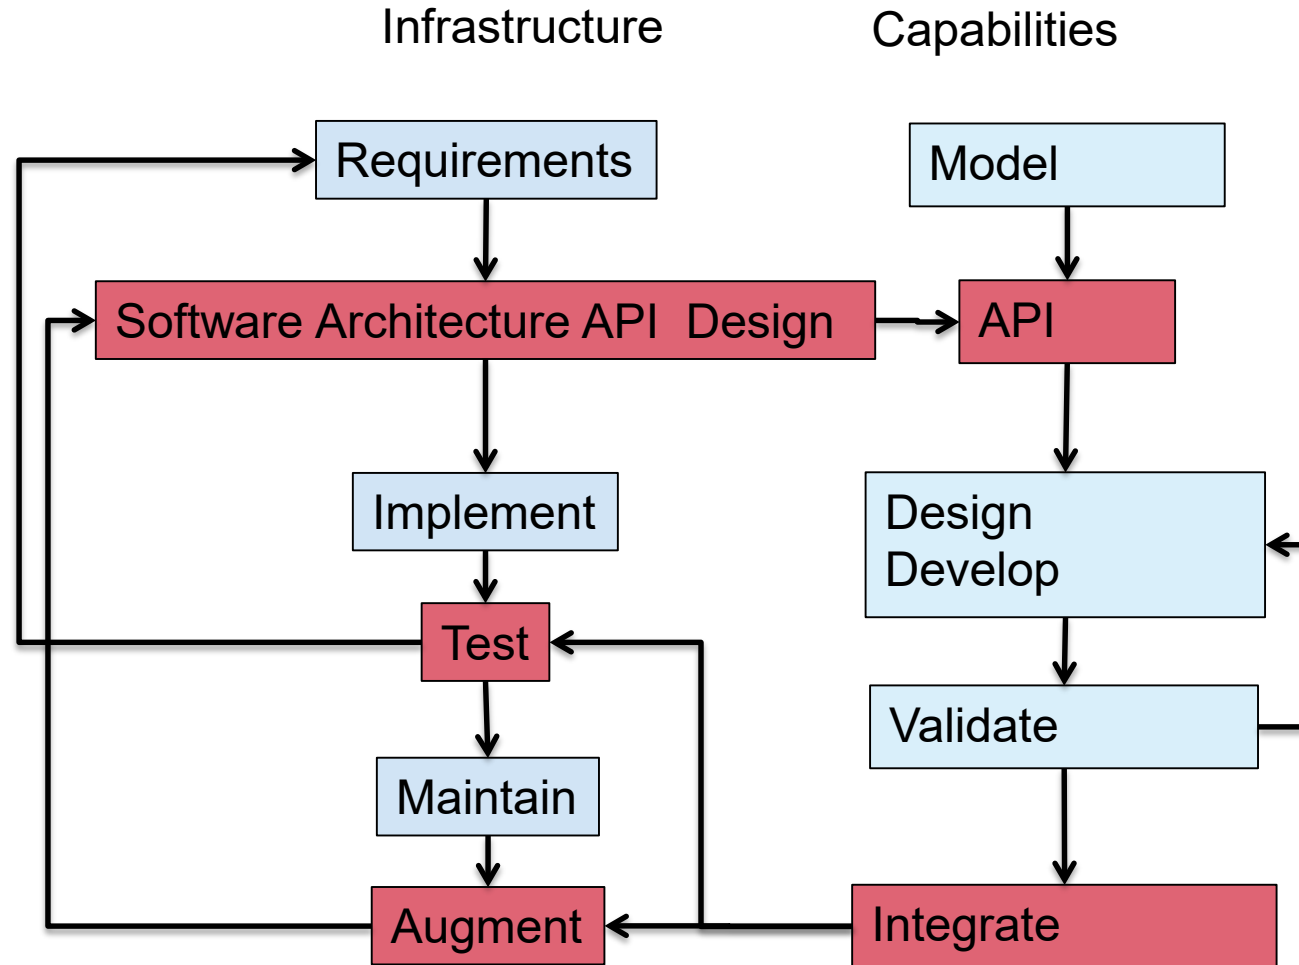 Infrastructure
Capabilities
Requirements
Model
Software Architecture API  Design
API
Implement
Design
Develop
Test
Validate
Maintain
Augment
Integrate